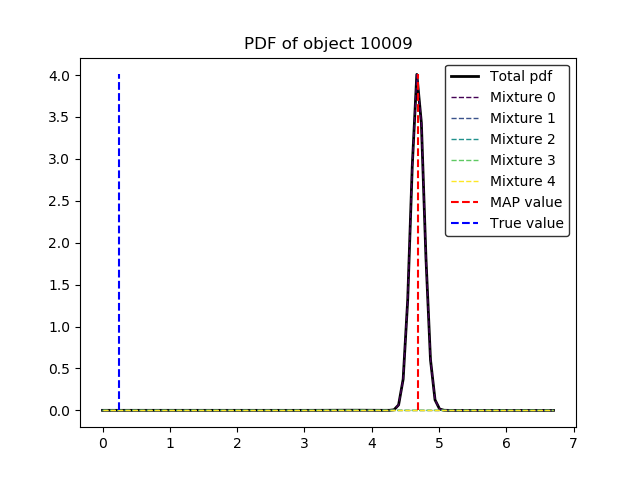 PDF of object 10009
4.0
3.5
3.0
2.5
2.0
1.5
1.0
0.5
0.0
Total pdf
Mixture 0
Mixture 1
Mixture 2
Mixture 3
Mixture 4
MAP value
True value
0 1 2 3 4 5 6 7